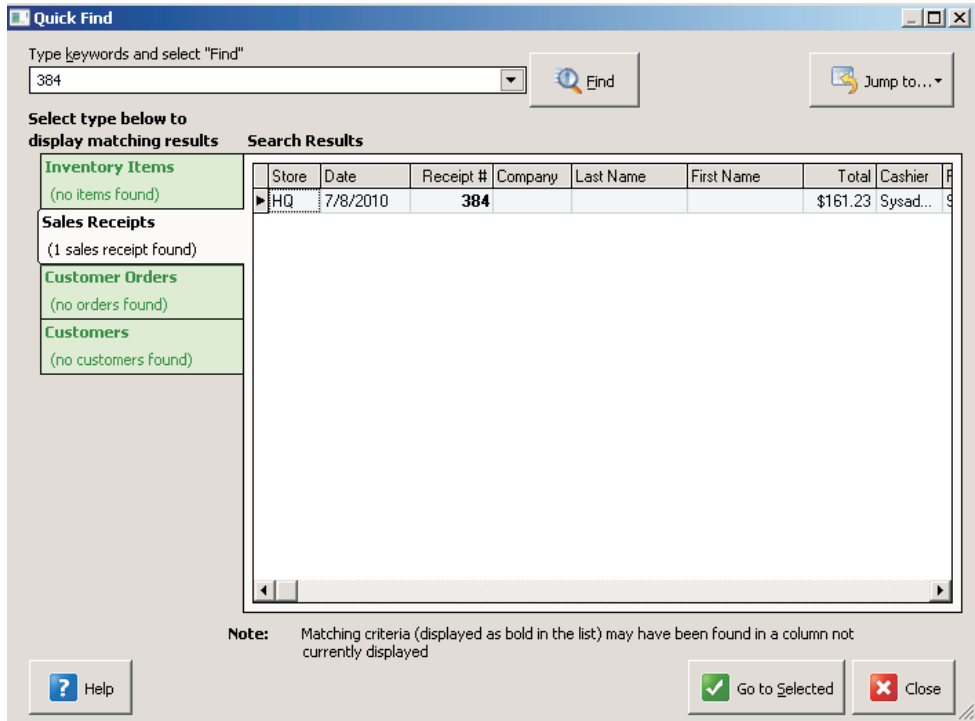 Quick Find
Type keywords and select "Find"
384
Find
Jump to...
Select type below to
display matching results
Search Results
Inventory Items
(no items found)
Sales Receipts
(1 sales receipt found)
Customer Orders
(no orders found)
Customers
(no customers found)
Store Date Receipt # Company Last Name First Name Total Cashier
HQ 7/8/2010 384 $161.23 Sysad...
Note: Matching criteria (displayed as bold in the list) may have been found in a column not
currently displayed
? Help
Go to Selected
Close